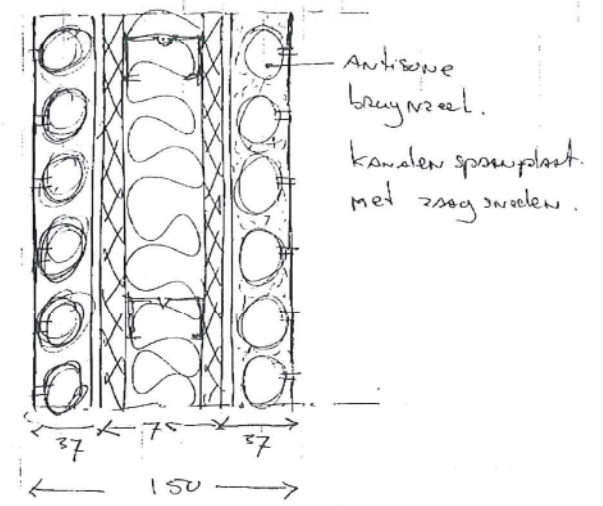 Antisone
bruynzeel.
kanalen spaanplaat.
met zaagsneden.
37 75 37
150